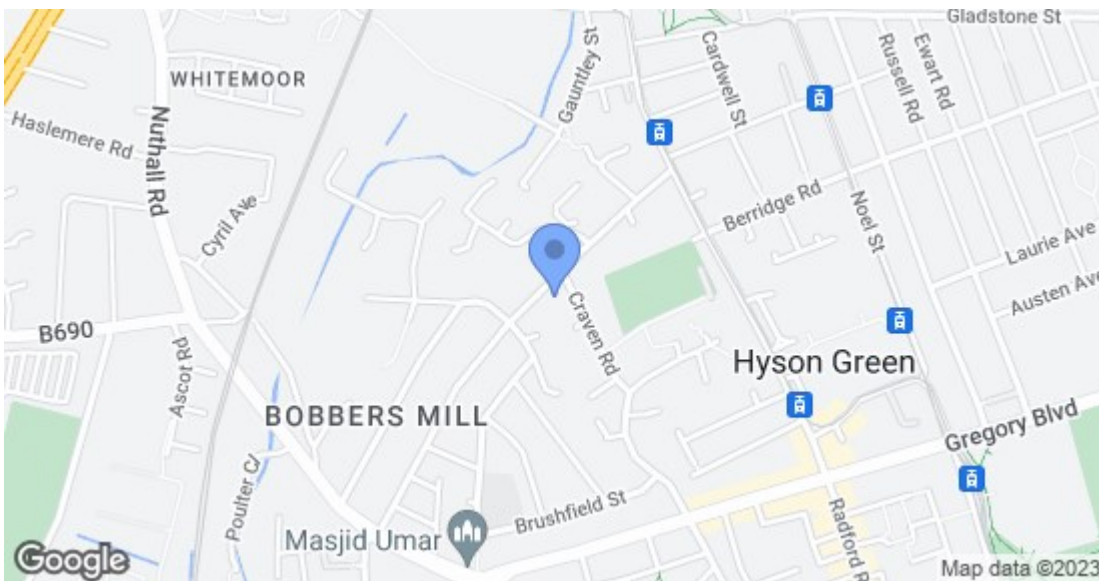 Gladstone St
Ewart Rd
Russell Rd
Cardwell St
Gauntley St
WHITEMOOR
Nuthall Rd
Haslemere Rd
Cyril Ave
Berridge Rd
Noel St
Laurie Ave
Austen Ave
B690
Ascot Rd
Craven Rd
Hyson Green
BOBBERS MILL
Gregory Blvd
Poulter Cl
Brushfield St
Masjid Umar
Radford R
Google
Map data ©2023